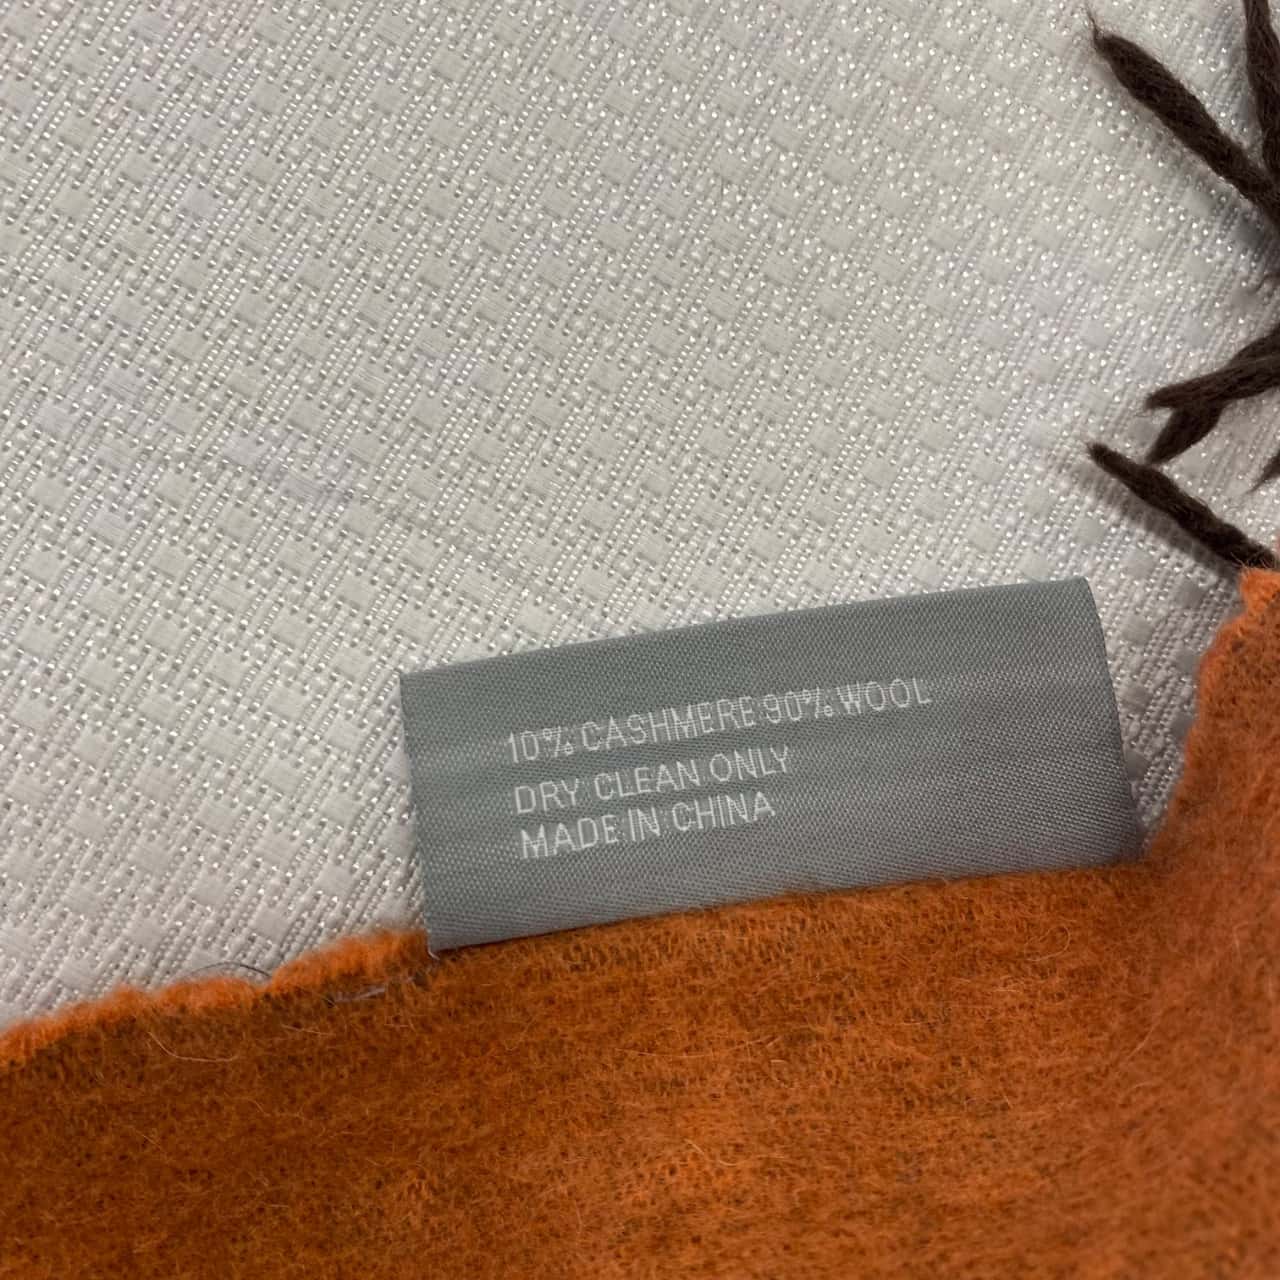 10% CASHMERE 90% WOOL
DRY CLEAN ONLY
MADE IN CHINA